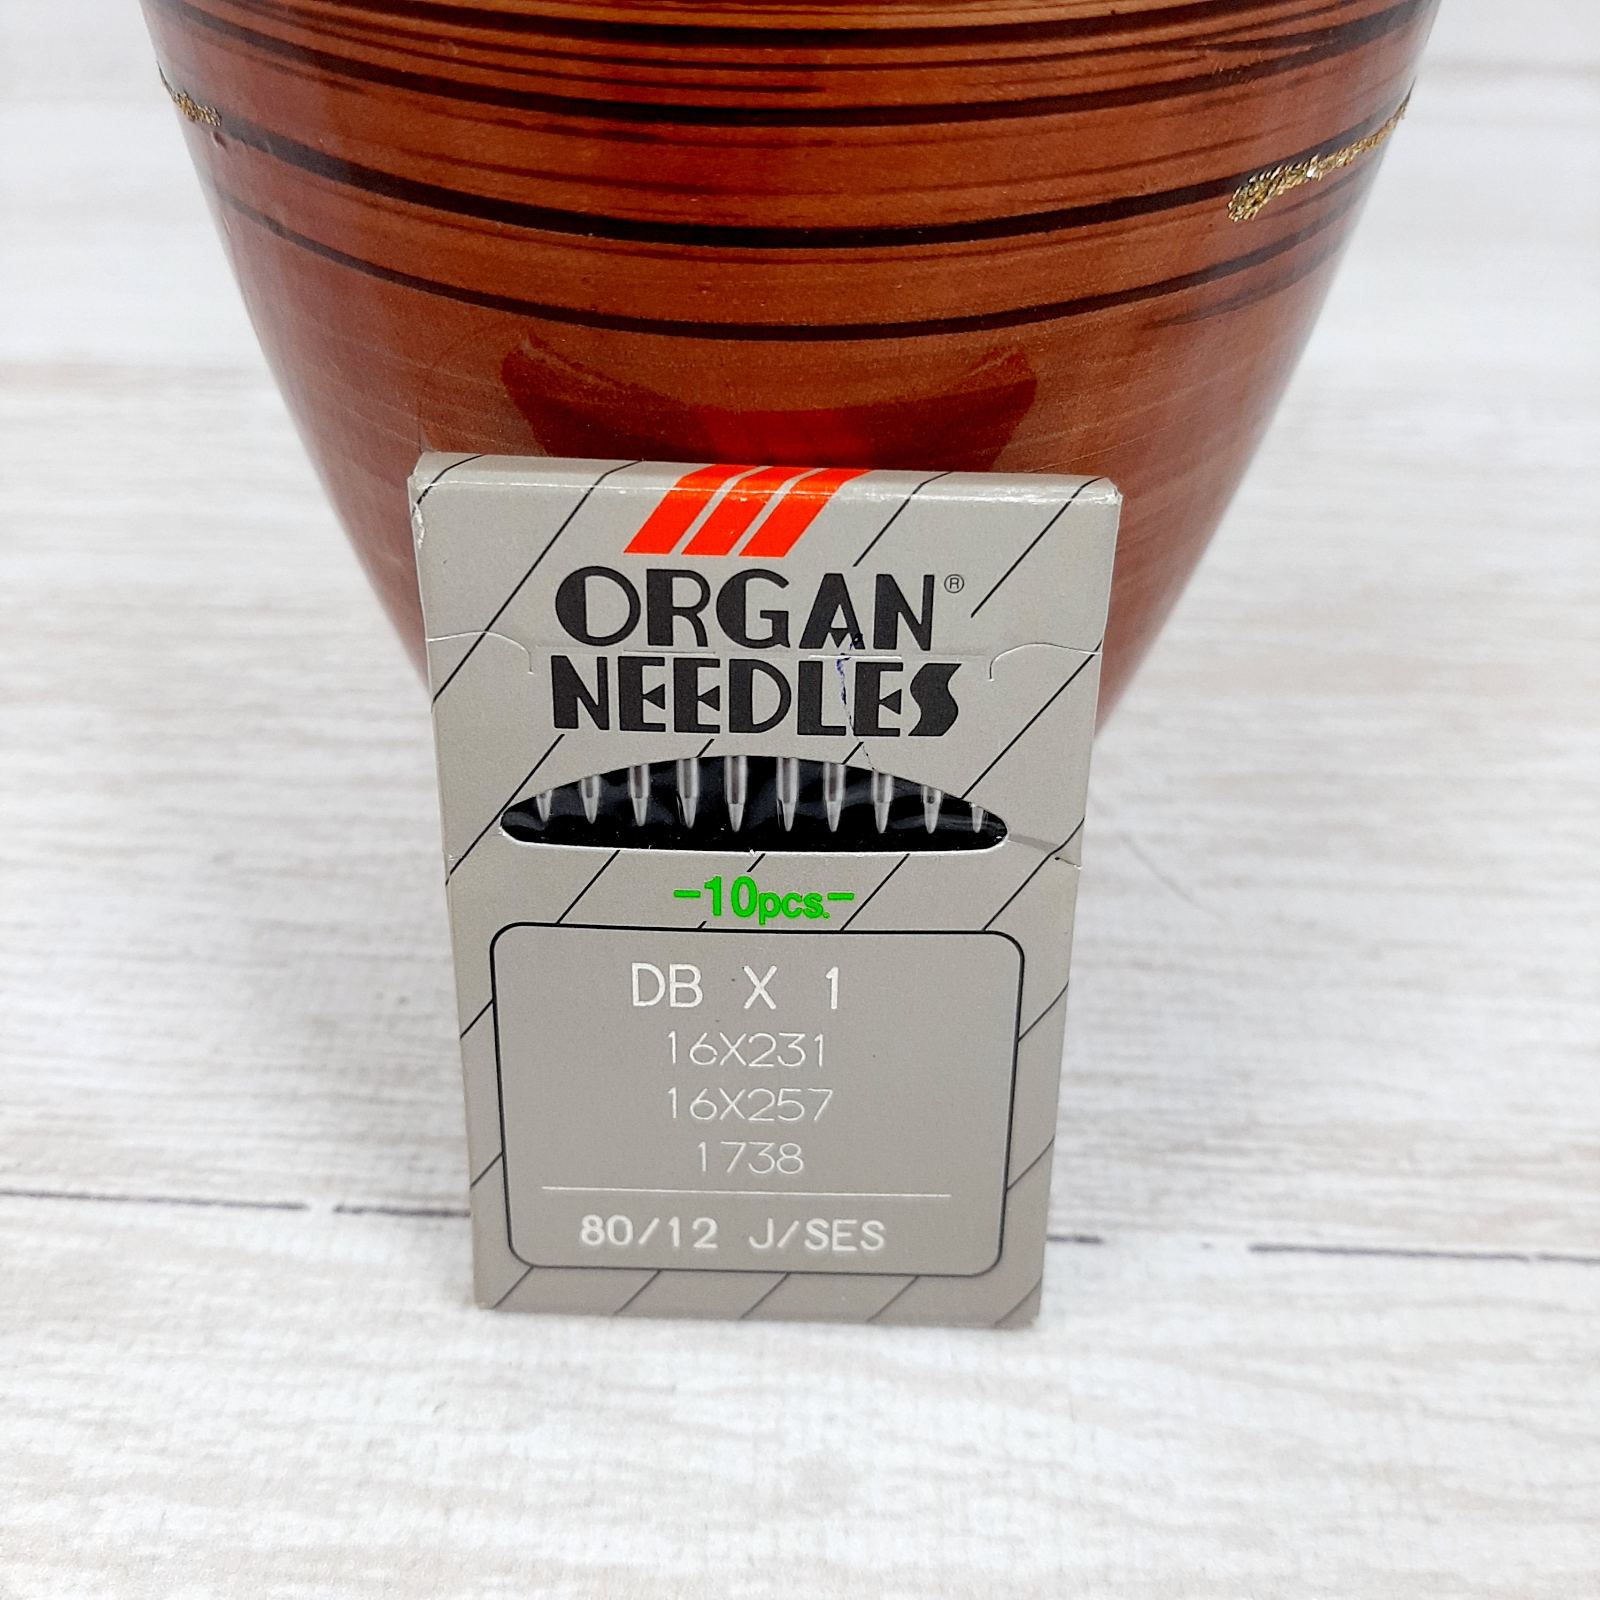 ORGAN®
NEEDLES
-10pcs.-
DB X 1
16X231
16X257
1738
80/12 J/SES